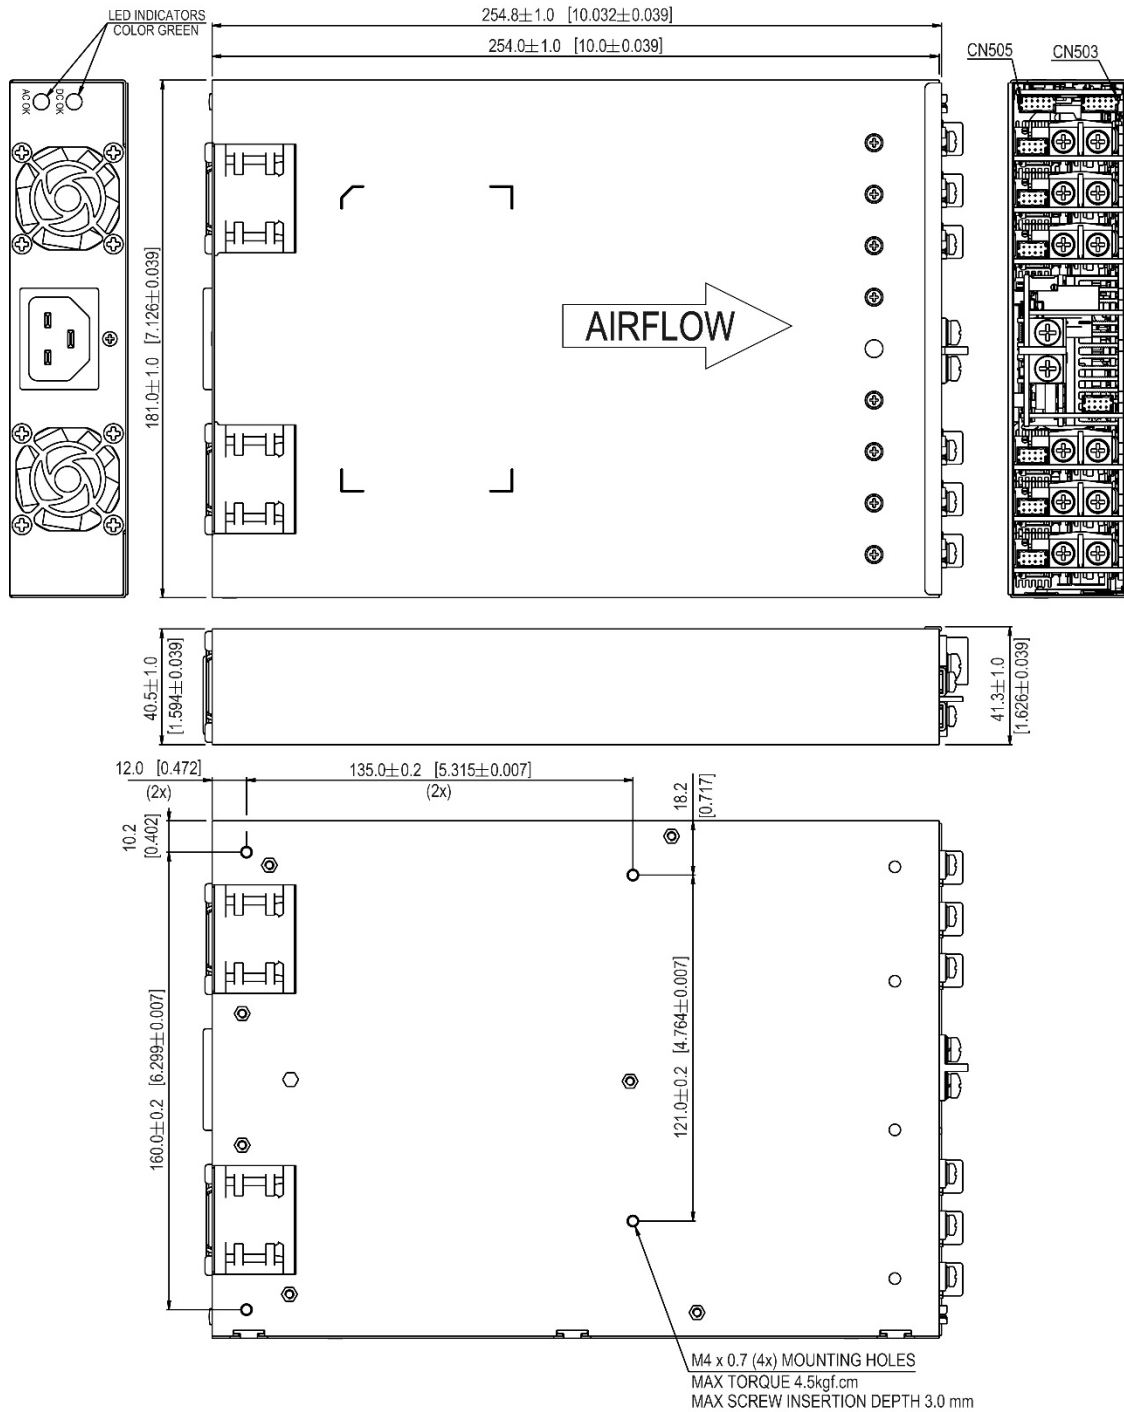 LED INDICATORS
COLOR GREEN
254.8±1.0 [10.032±0.039]
254.0±1.0 [10.0±0.039]
CN505
CN503
AC OK
DC OK
181.0±1.0 [7.126±0.039]
AIRFLOW
40.5±1.0
[1.594±0.039]
41.3±1.0
[1.626±0.039]
12.0 [0.472]
(2x)
135.0±0.2 [5.315±0.007]
(2x)
18.2
[0.717]
10.2
[0.402]
160.0±0.2 [6.299±0.007]
121.0±0.2 [4.764±0.007]
M4 x 0.7 (4x) MOUNTING HOLES
MAX TORQUE 4.5kgf.cm
MAX SCREW INSERTION DEPTH 3.0 mm